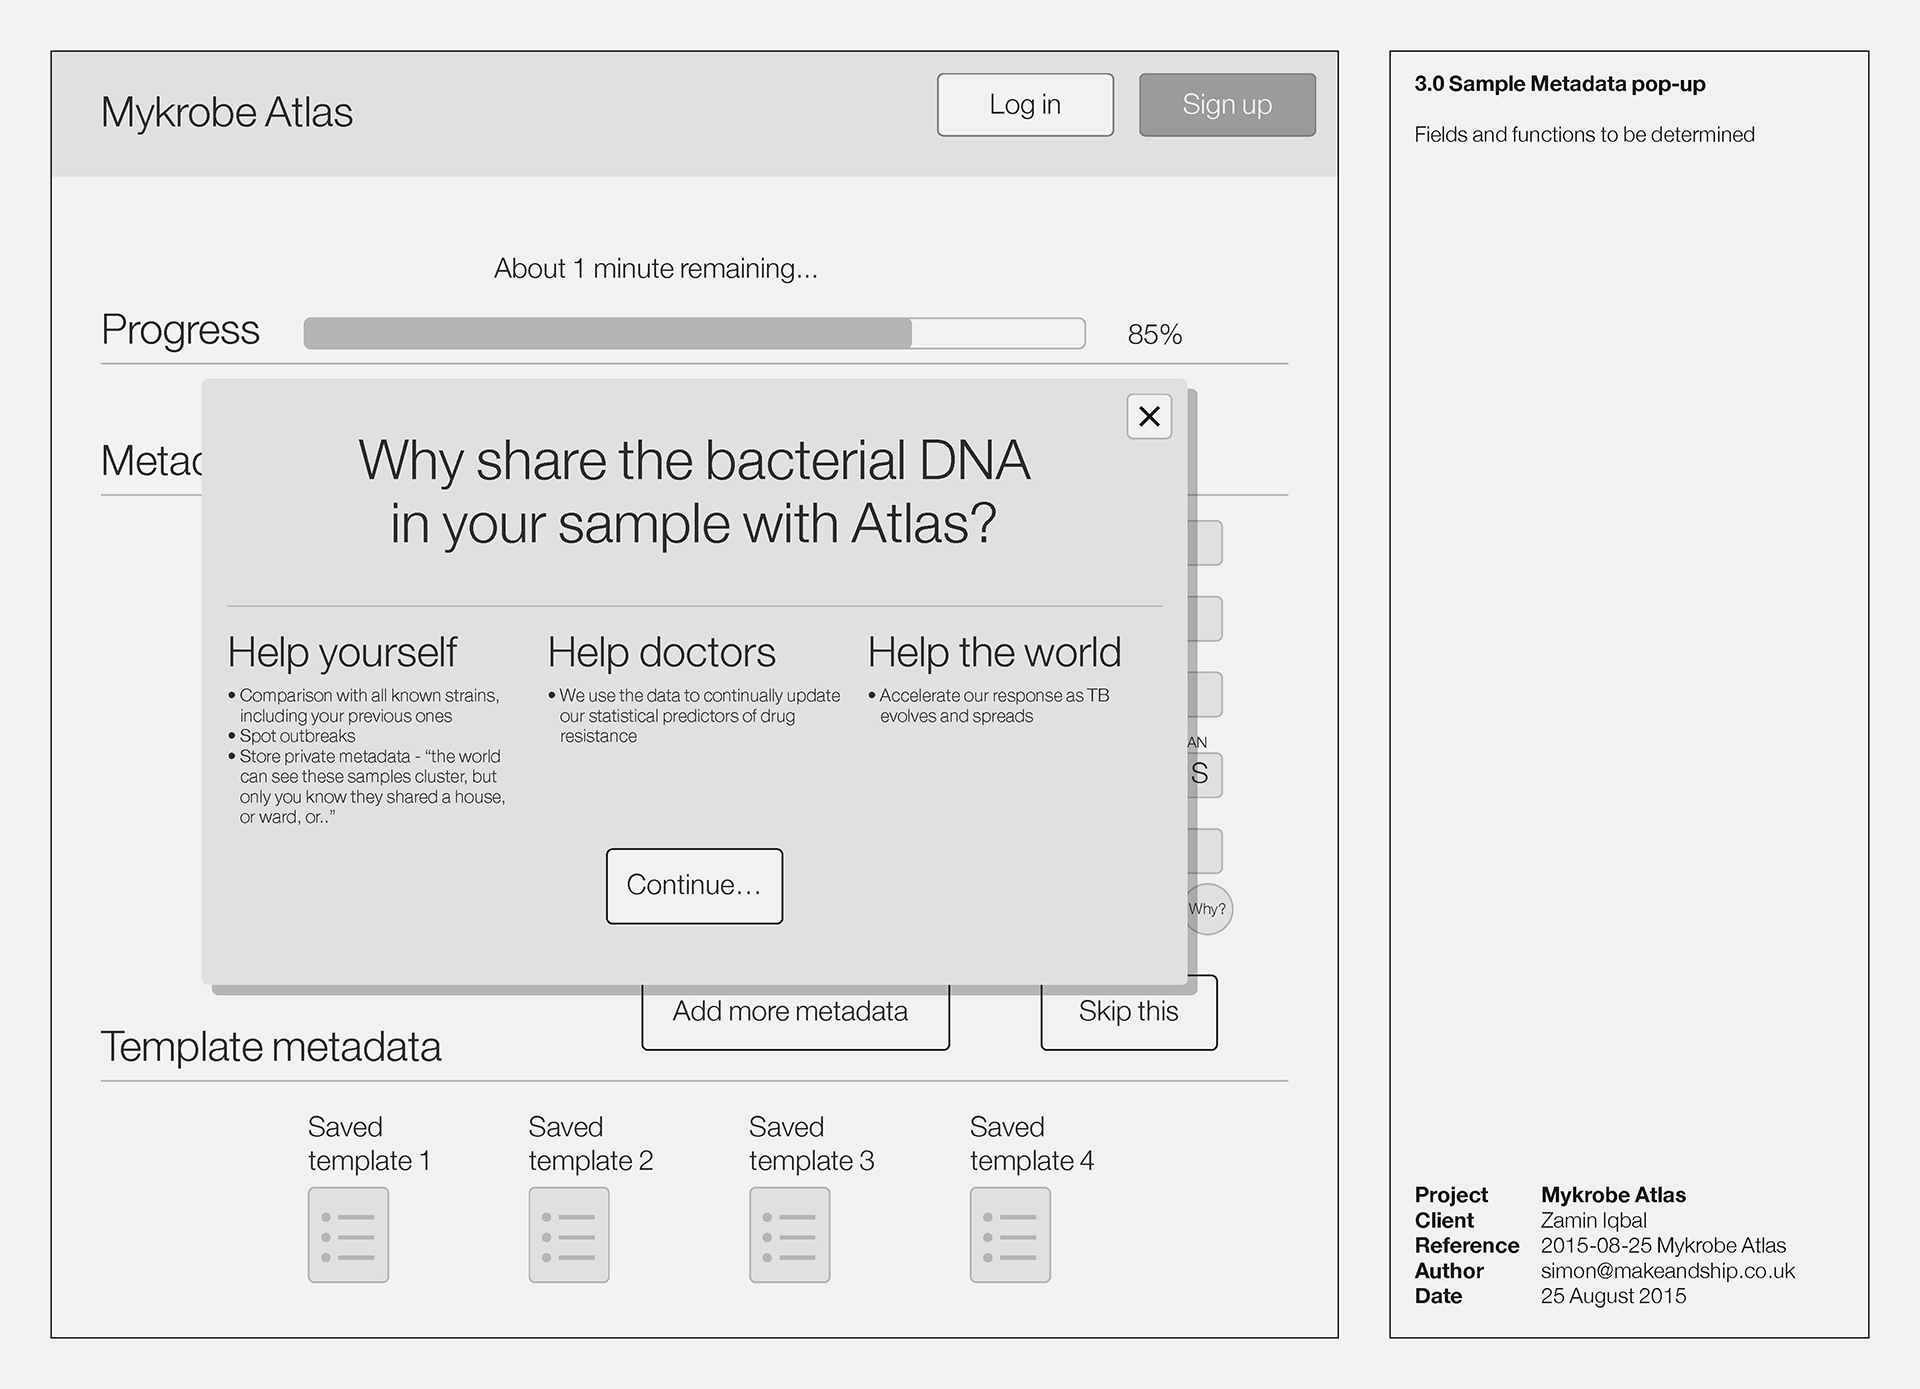 Mykrobe Atlas
Log in
Sign up
About 1 minute remaining...
Progress
85%
Why share the bacterial DNA
in your sample with Atlas?
Help yourself
• Comparison with all known strains,
including your previous ones
• Spot outbreaks
• Store private metadata - “the world
can see these samples cluster, but
only you know they shared a house,
or ward, or..”
Help doctors
• We use the data to continually update
our statistical predictors of drug
resistance
Help the world
• Accelerate our response as TB
evolves and spreads
Continue...
AN
S
Why?
Add more metadata
Skip this
Template metadata
Saved
template 1
Saved
template 2
Saved
template 3
Saved
template 4
3.0 Sample Metadata pop-up
Fields and functions to be determined
Project Mykrobe Atlas
Client Zamin Iqbal
Reference 2015-08-25 Mykrobe Atlas
Author simon@makeandship.co.uk
Date 25 August 2015